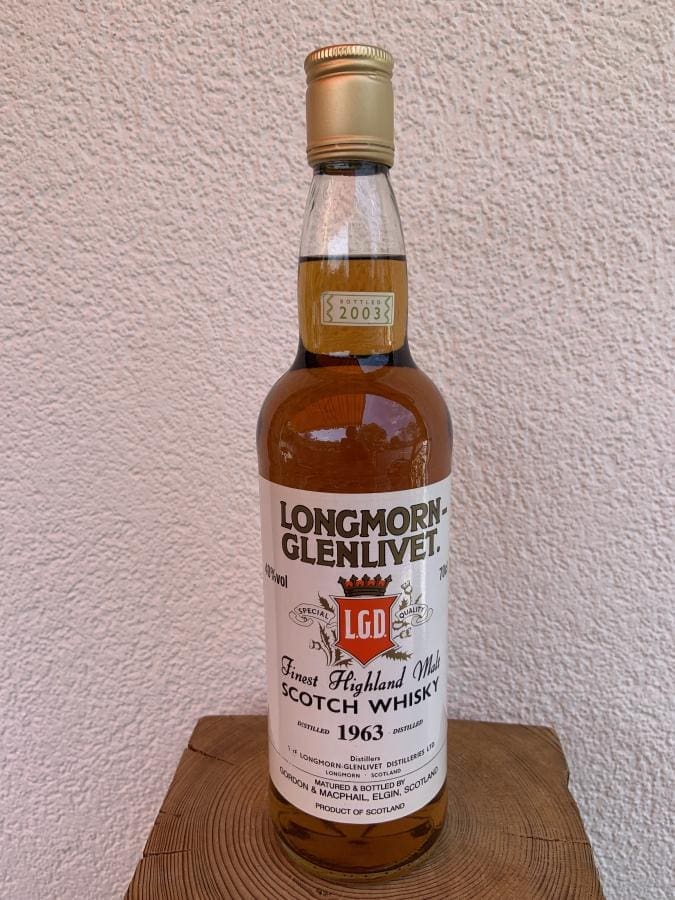 BOTTLED
2003
LONGMORN-
GLENLIVET.
%vol
SPECIAL
QUALITY
L.G.D.
Finest Highland Malt
SCOTCH WHISKY
DISTILLED 1963 DISTILLED
Distillers
LONGMORN-GLENLIVET DISTILLERIES LTD
LONGMORN · SCOTLAND
MATURED & BOTTLED BY
GORDON & MACPHAIL, ELGIN, SCOTLAND
PRODUCT OF SCOTLAND